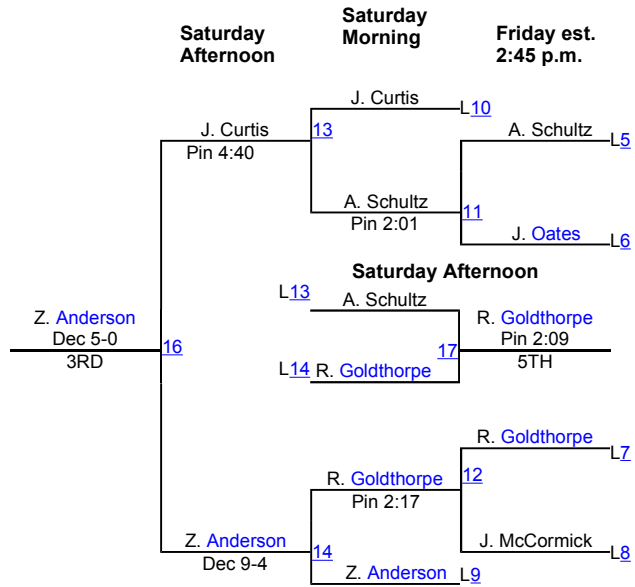 Saturday
Afternoon
Saturday
Morning
Friday est.
2:45 p.m.
J. Curtis
L10
J. Curtis
13
A. Schultz
L5
Pin 4:40
A. Schultz
11
Pin 2:01
J. Oates
L6
Saturday Afternoon
L13
A. Schultz
Z. Anderson
R. Goldthorpe
Dec 5-0
16
17
Pin 2:09
3RD
5TH
L14
R. Goldthorpe
R. Goldthorpe
L7
R. Goldthorpe
12
Pin 2:17
Z. Anderson
14
J. McCormick
L8
Dec 9-4
Z. Anderson
L9